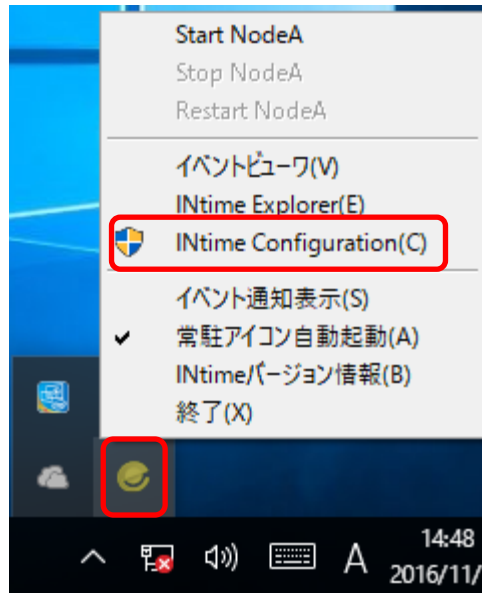 Start NodeA
Stop NodeA
Restart NodeA
イベントビューワ(V)
INtime Explorer(E)
INtime Configuration(C)
イベント通知表示(S)
常駐アイコン自動起動(A)
INtimeバージョン情報(B)
終了(X)
A
14:48
2016/11/